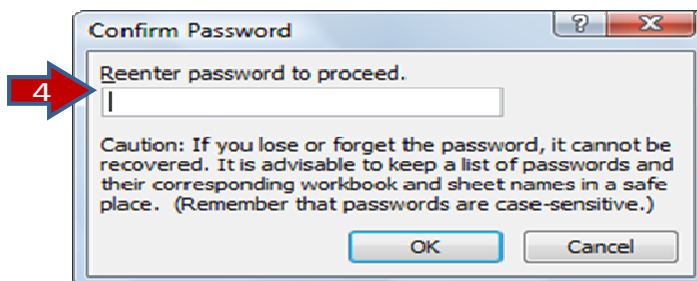 Confirm Password
Reenter password to proceed.
4
Caution: If you lose or forget the password, it cannot be
recovered. It is advisable to keep a list of passwords and
their corresponding workbook and sheet names in a safe
place. (Remember that passwords are case-sensitive.)
OK Cancel